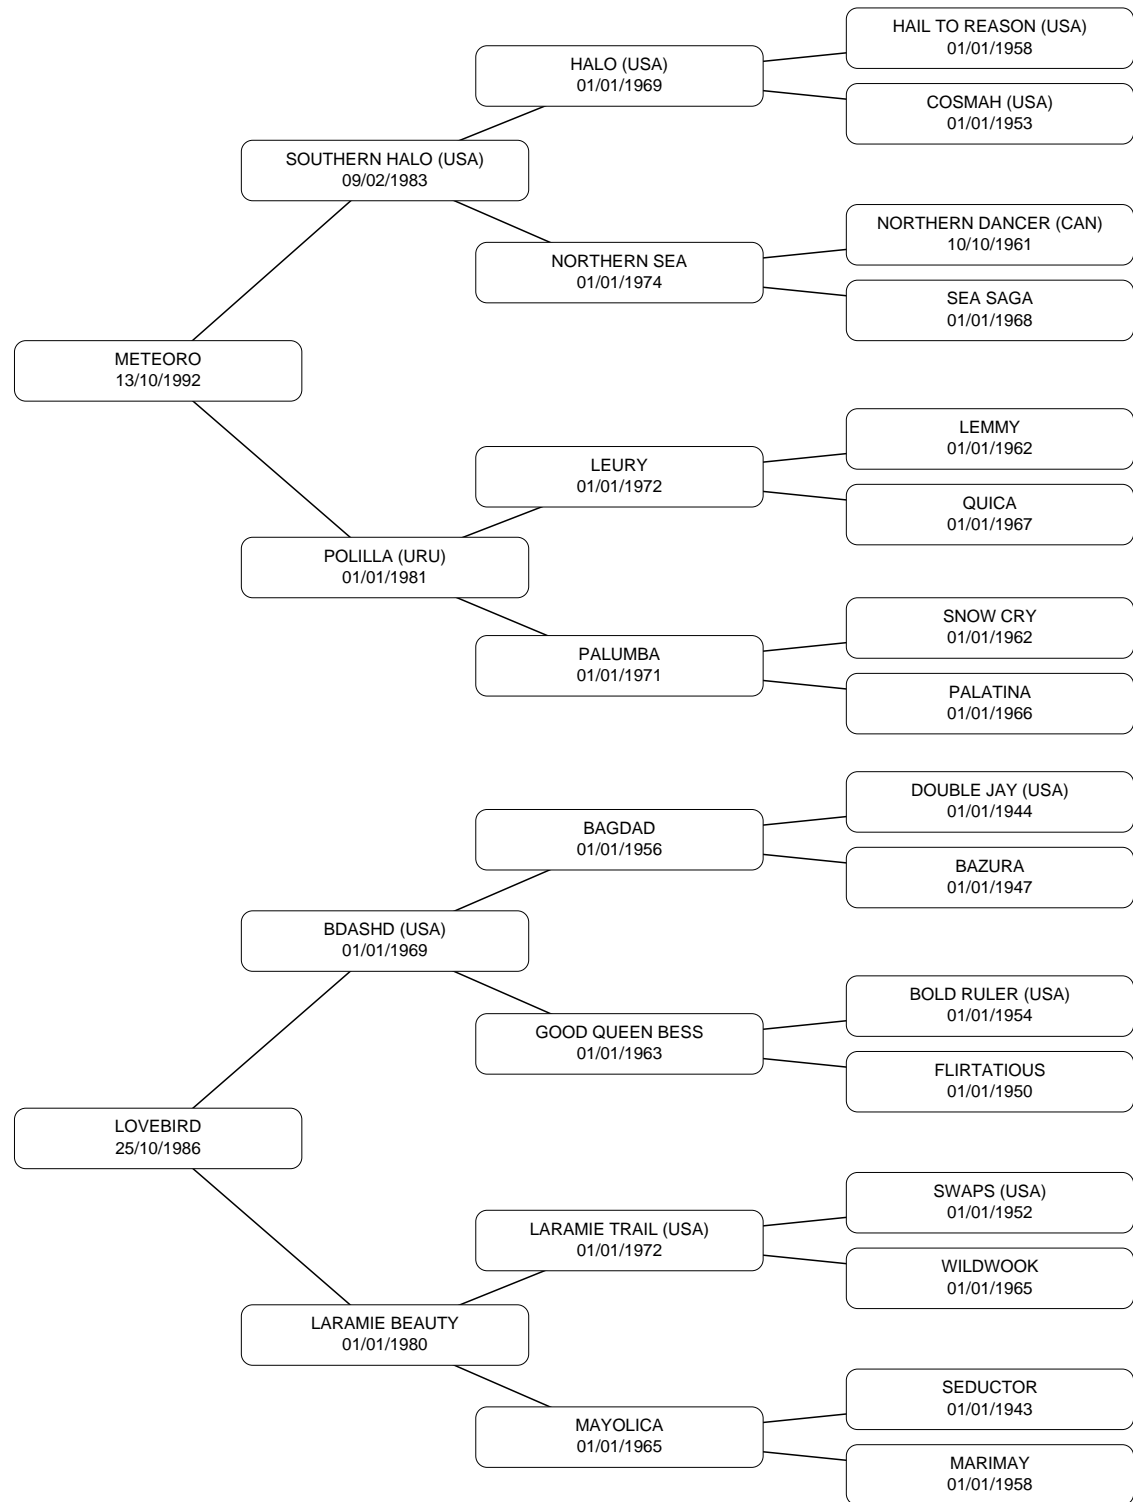 HAIL TO REASON (USA)
01/01/1958
HALO (USA)
01/01/1969
COSMAH (USA)
01/01/1953
SOUTHERN HALO (USA)
09/02/1983
NORTHERN DANCER (CAN)
10/10/1961
NORTHERN SEA
01/01/1974
SEA SAGA
01/01/1968
METEORO
13/10/1992
LEMMY
01/01/1962
LEURY
01/01/1972
QUICA
01/01/1967
POLILLA (URU)
01/01/1981
SNOW CRY
01/01/1962
PALUMBA
01/01/1971
PALATINA
01/01/1966
DOUBLE JAY (USA)
01/01/1944
BAGDAD
01/01/1956
BAZURA
01/01/1947
BDASHD (USA)
01/01/1969
BOLD RULER (USA)
01/01/1954
GOOD QUEEN BESS
01/01/1963
FLIRTATIOUS
01/01/1950
LOVEBIRD
25/10/1986
SWAPS (USA)
01/01/1952
LARAMIE TRAIL (USA)
01/01/1972
WILDWOOK
01/01/1965
LARAMIE BEAUTY
01/01/1980
SEDUCTOR
01/01/1943
MAYOLICA
01/01/1965
MARIMAY
01/01/1958